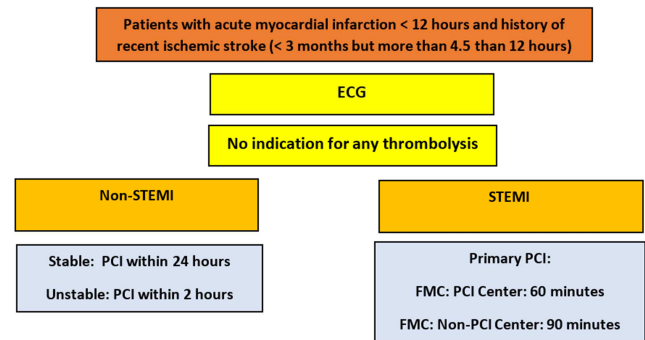 Patients with acute myocardial infarction < 12 hours and history of
recent ischemic stroke (< 3 months but more than 4.5 than 12 hours)
ECG
No indication for any thrombolysis
Non-STEMI
Stable: PCI within 24 hours
Unstable: PCI within 2 hours
STEMI
Primary PCI:
FMC: PCI Center: 60 minutes
FMC: Non-PCI Center: 90 minutes